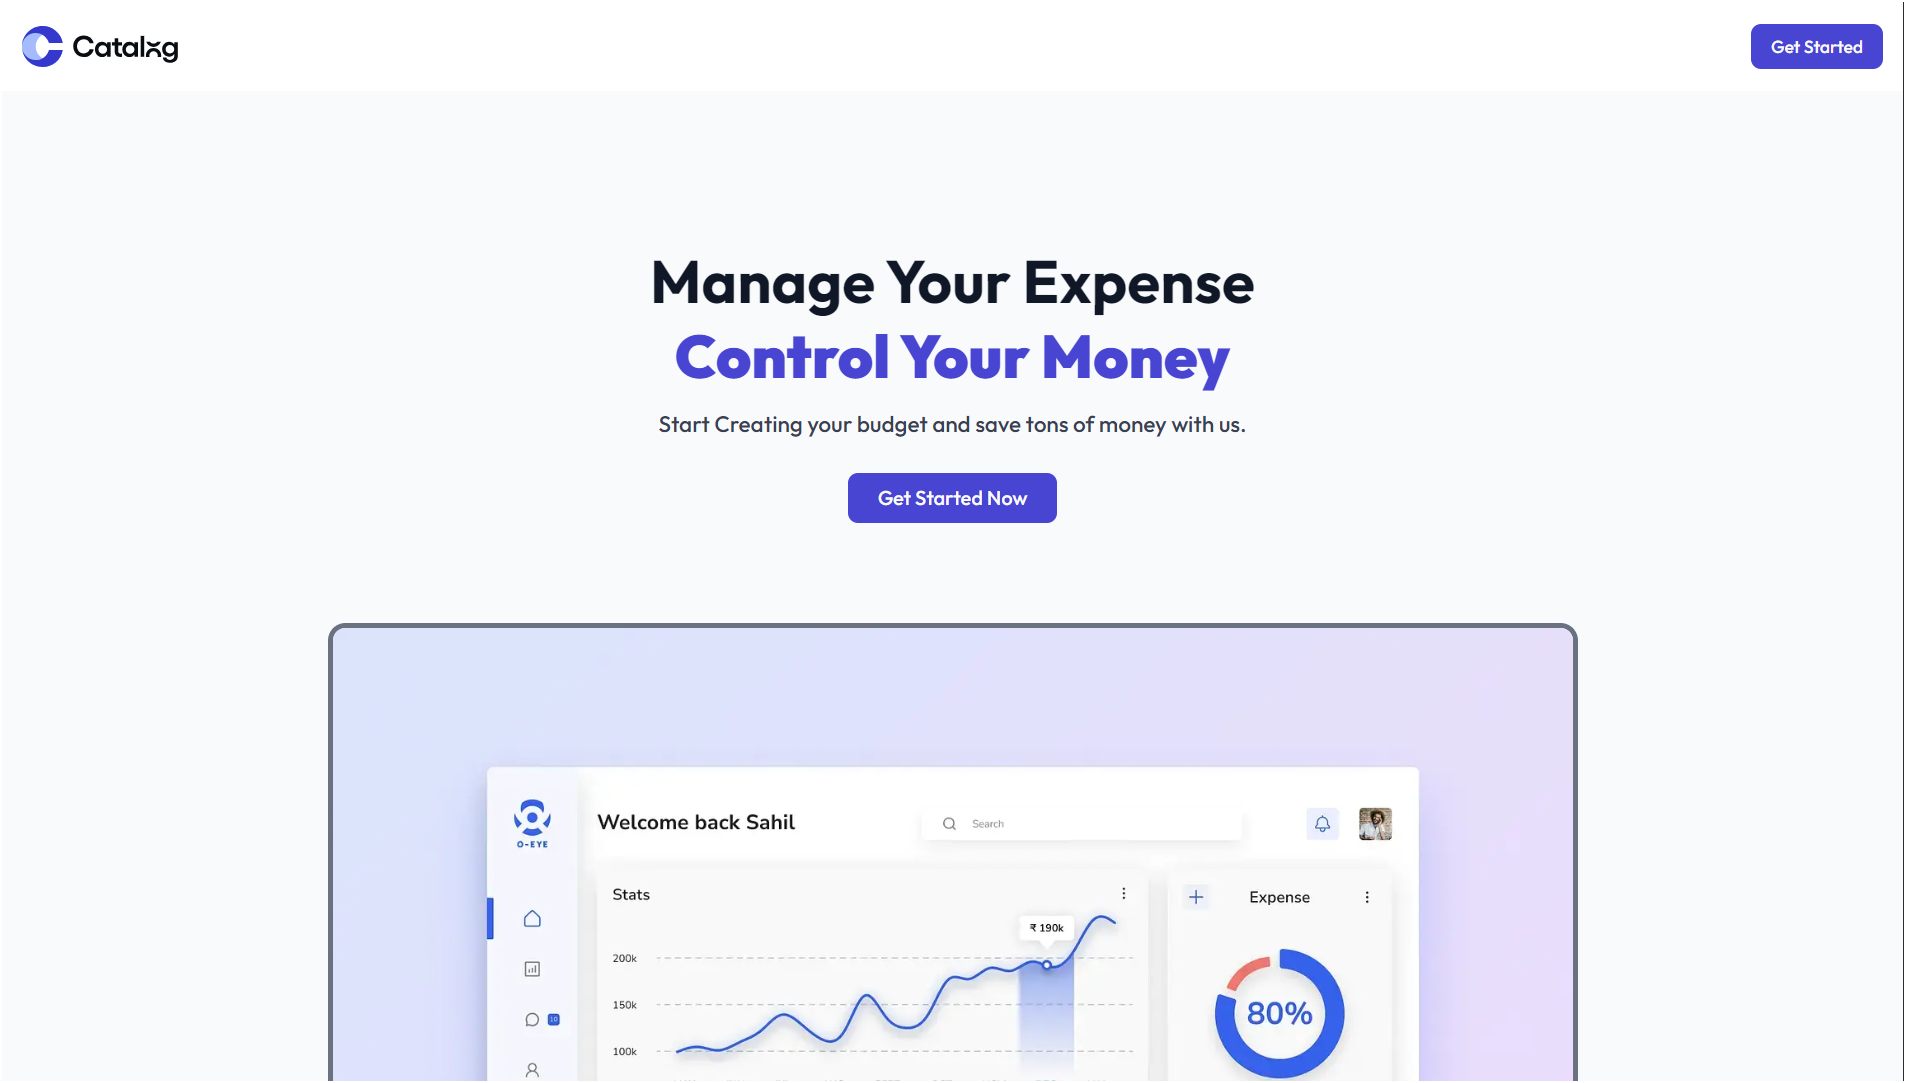 Catalog
Get Started
Manage Your Expense
Control Your Money
Start Creating your budget and save tons of money with us.
Get Started Now
O-EYE
Welcome back Sahil
Search
Stats
Expense
₹ 190k
200k
150k
100k
80%
10